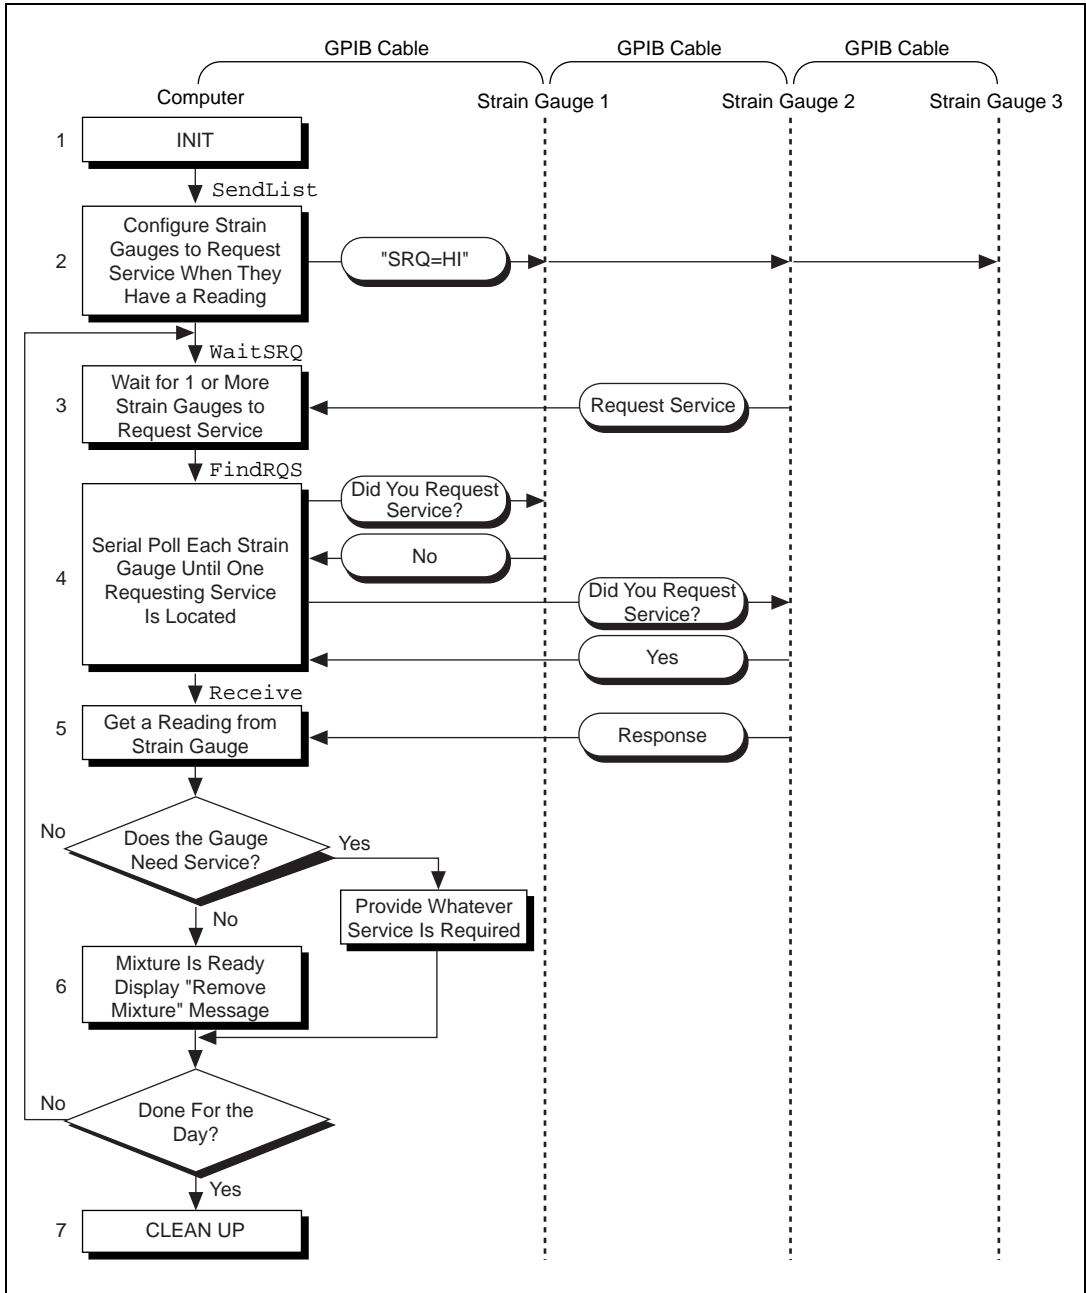 GPIB Cable GPIB Cable GPIB Cable
Computer
Strain Gauge 1 Strain Gauge 2 Strain Gauge 3
1 INIT
SendList
2
Configure Strain
Gauges to Request
Service When They
Have a Reading
"SRQ=HI"
WaitSRQ
3
Wait for 1 or More
Strain Gauges to
Request Service
Request Service
FindRQS
4
Serial Poll Each Strain
Gauge Until One
Requesting Service
Is Located
Did You Request
Service?
No
Did You Request
Service?
Yes
Receive
5
Get a Reading from
Strain Gauge
Response
No
Does the Gauge
Need Service?
Yes
Provide Whatever
Service Is Required
No
6
Mixture Is Ready
Display "Remove
Mixture" Message
No
Done For the
Day?
Yes
7 CLEAN UP